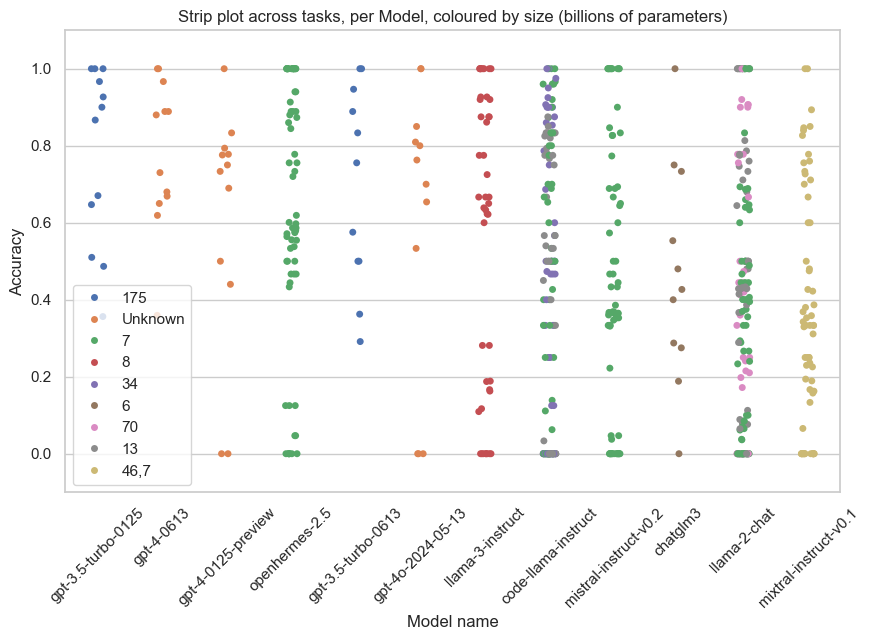 Strip plot across tasks, per Model, coloured by size (billions of parameters)
Accuracy
1.0
0.8
0.6
0.4
0.2
0.0
175
Unknown
7
8
34
6
70
13
46,7
gpt-3.5-turbo-0125
gpt-4-0613
gpt-4-0125-preview
openhermes-2.5
gpt-3.5-turbo-0613
gpt-4o-2024-05-13
llama-3-instruct
code-llama-instruct
mistral-instruct-v0.2
chatglm3
llama-2-chat
mixtral-instruct-v0.1
Model name